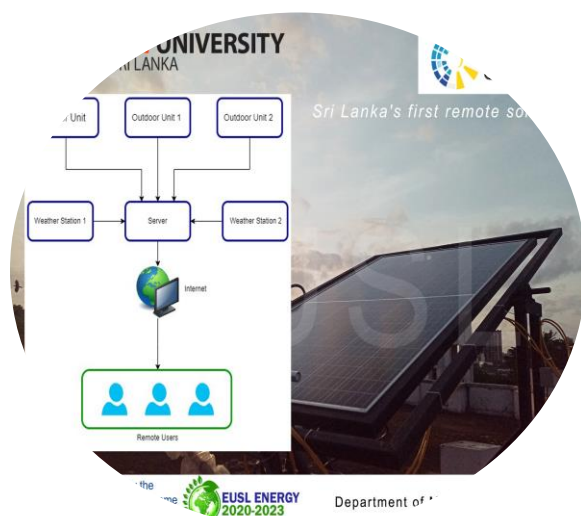 UNIVERSITY
SRI LANKA
Sri Lanka's first remote
Unit
Outdoor Unit 1
Outdoor Unit 2
Weather Station 1
Server
Weather Station 2
Internet
Remote Users
the
EUSL ENERGY
2020-2023
Department of